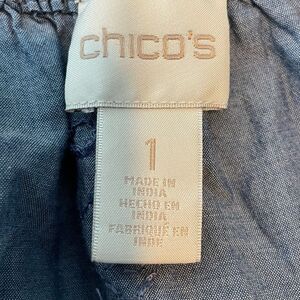 chico's
1
MADE IN
INDIA
HECHO EN
INDIA
FABRIQUÉ EN
INDE